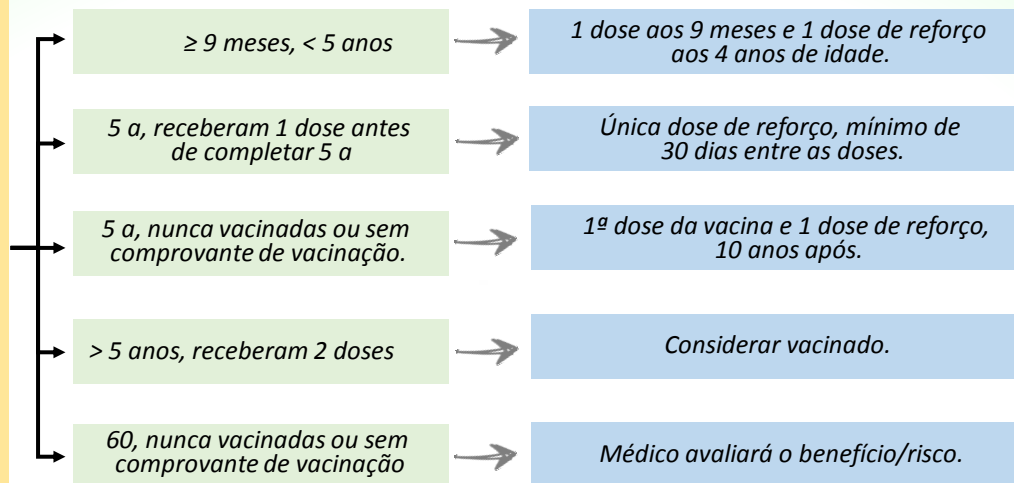 ≥ 9 meses, < 5 anos
1 dose aos 9 meses e 1 dose de reforço
aos 4 anos de idade.
5 a, receberam 1 dose antes
de completar 5 a
Única dose de reforço, mínimo de
30 dias entre as doses.
5 a, nunca vacinadas ou sem
comprovante de vacinação.
1ª dose da vacina e 1 dose de reforço,
10 anos após.
> 5 anos, receberam 2 doses
Considerar vacinado.
60, nunca vacinadas ou sem
comprovante de vacinação
Médico avaliará o benefício/risco.